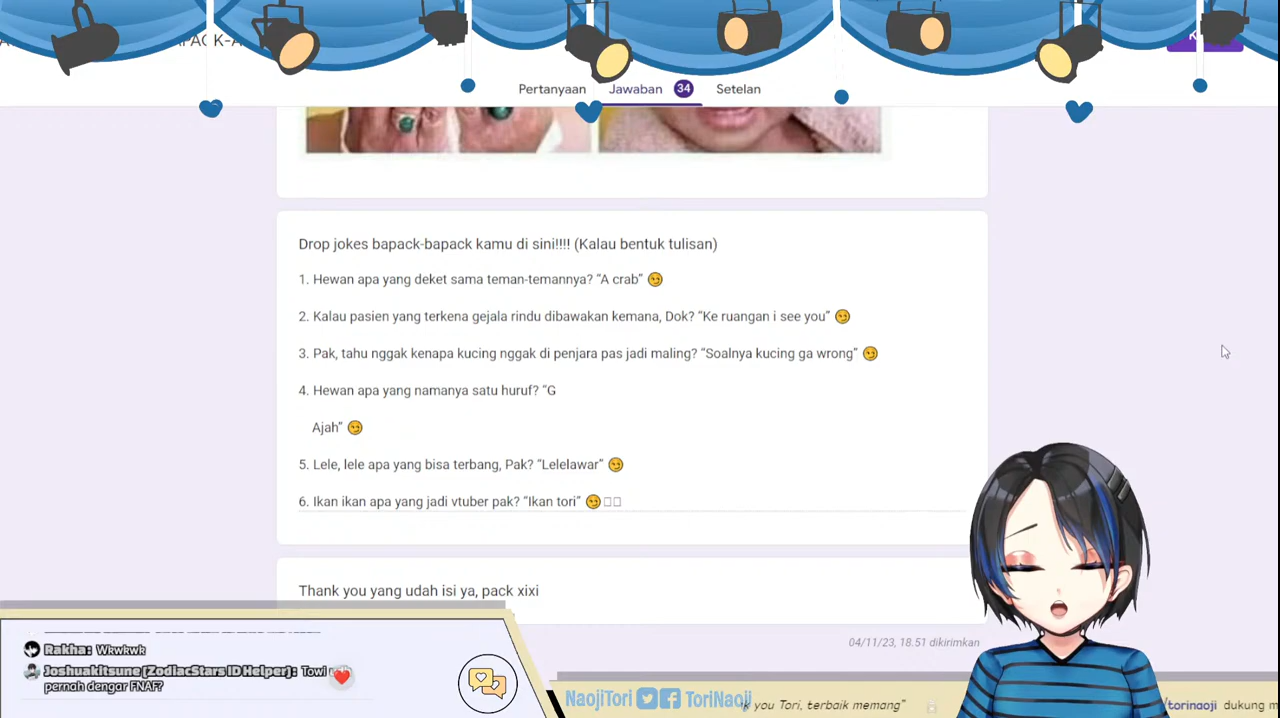 PACK-A
Pertanyaan Jawaban 34 Setelan
Drop jokes bapack-bapack kamu di sini!!!! (Kalau bentuk tulisan)
1. Hewan apa yang deket sama teman-temannya? “A crab” 😏
2. Kalau pasien yang terkena gejala rindu dibawakan kemana, Dok? “Ke ruangan i see you” 😏
3. Pak, tahu nggak kenapa kucing nggak di penjara pas jadi maling? “Soalnya kucing ga wrong” 😏
4. Hewan apa yang namanya satu huruf? “G
Ajah” 😏
5. Lele, lele apa yang bisa terbang, Pak? “Lelelawar” 😏
6. Ikan ikan apa yang jadi vtuber pak? “Ikan tori” 😏
Thank you yang udah isi ya, pack xixi
04/11/23, 18.51 dikirimkan
Rakha: Wkwkwk
Joshuakitsune [ZodiacStars ID Helper]: Towi
pernah dengar FNAF?
NaojiTori ToriNaoji
you Tori, terbaik memang”
/torinaoji dukung m